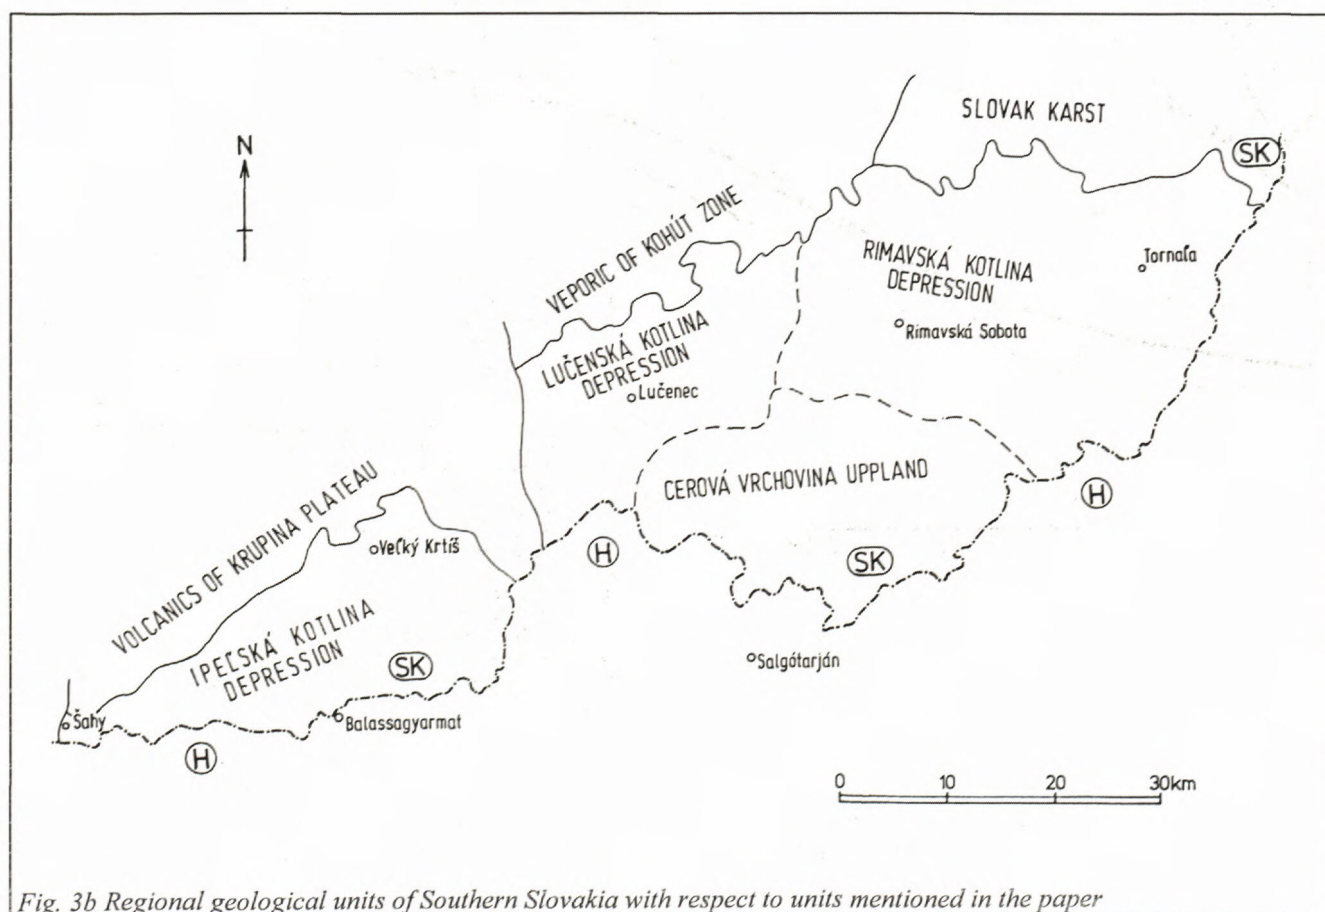 SLOVAK KARST
SK
N
VEPORIC OF KOHÚT ZONE
RIMAVSKÁ KOTLINA
DEPRESSION
Tornaľa
Rimavská Sobota
LUČENSKÁ KOTLINA
DEPRESSION
Lučenec
CEROVÁ VRCHOVINA UPPLAND
H
VOLCANICS OF KRUPINA PLATEAU
Veľký Krtíš
H
SK
IPEĽSKÁ KOTLINA
DEPRESSION
SK
Salgótarján
Šahy
Balassagyarmat
H
0 10 20 30km
Fig. 3b Regional geological units of Southern Slovakia with respect to units mentioned in the paper